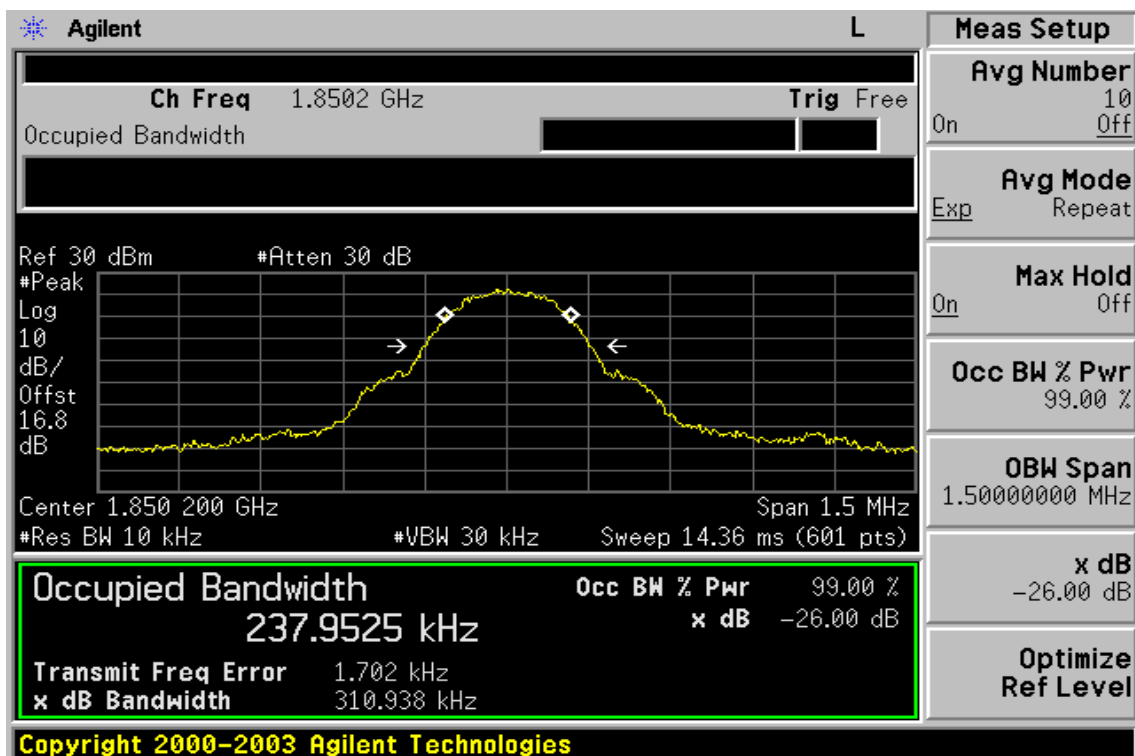 Agilent
L
Ch Freq 1.8502 GHz
Trig Free
Occupied Bandwidth
Ref 30 dBm
#Atten 30 dB
#Peak
Log
10
dB/
Offst
16.8
dB
Center 1.850 200 GHz
Span 1.5 MHz
#Res BW 10 kHz
#VBW 30 kHz
Sweep 14.36 ms (601 pts)
Occupied Bandwidth
237.9525 kHz
Occ BW % Pwr 99.00 %
x dB -26.00 dB
Transmit Freq Error 1.702 kHz
x dB Bandwidth 310.938 kHz
Copyright 2000-2003 Agilent Technologies
Meas Setup
Avg Number
10
On Off
Avg Mode
Exp Repeat
Max Hold
On Off
Occ BW % Pwr
99.00 %
OBW Span
1.50000000 MHz
x dB
-26.00 dB
Optimize
Ref Level